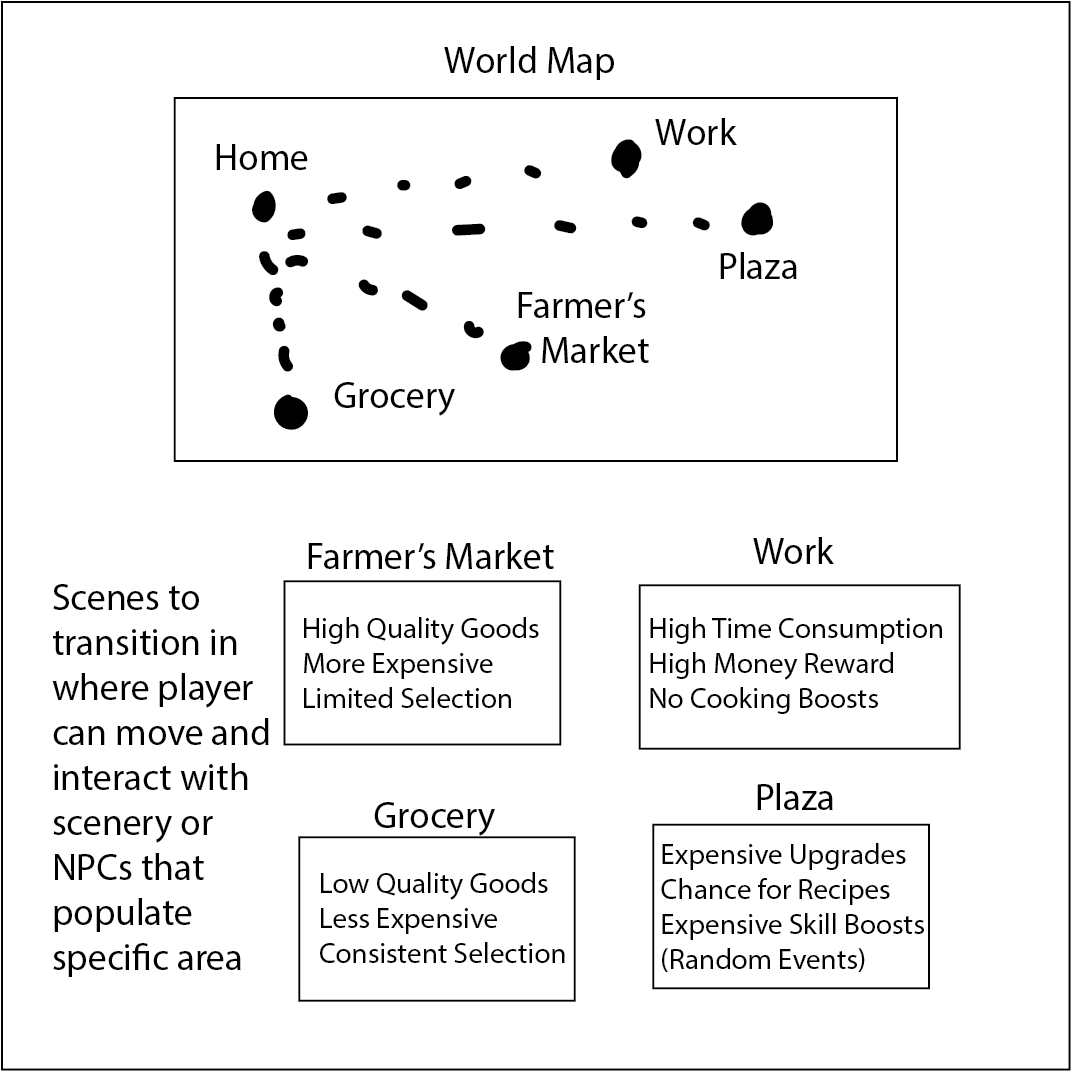 World Map
Home
Work
Plaza
Farmer’s
Market
Grocery
Scenes to
transition in
where player
can move and
interact with
scenery or
NPCs that
populate
specific area
Farmer’s Market
High Quality Goods
More Expensive
Limited Selection
Work
High Time Consumption
High Money Reward
No Cooking Boosts
Grocery
Low Quality Goods
Less Expensive
Consistent Selection
Plaza
Expensive Upgrades
Chance for Recipes
Expensive Skill Boosts
(Random Events)